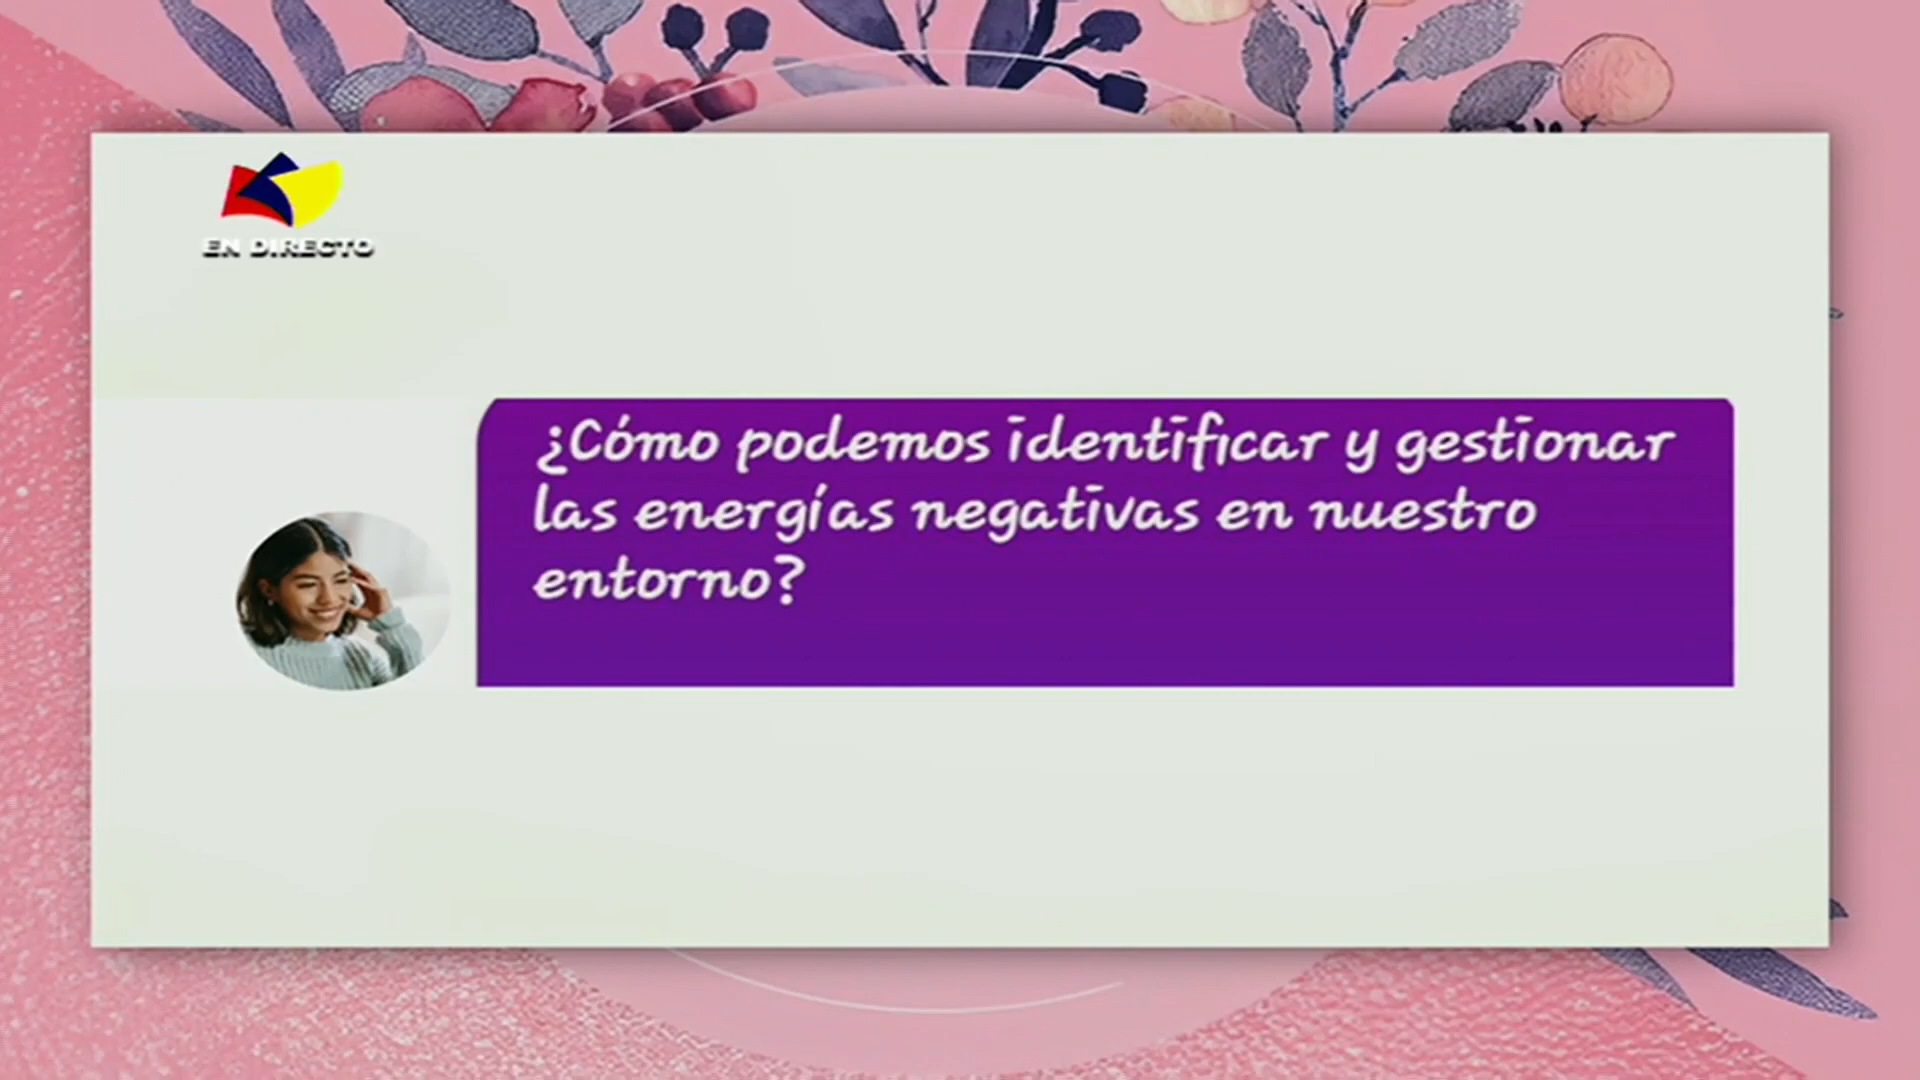 EN DIRECTO
¿Cómo podemos identificar y gestionar
las energías negativas en nuestro
entorno?